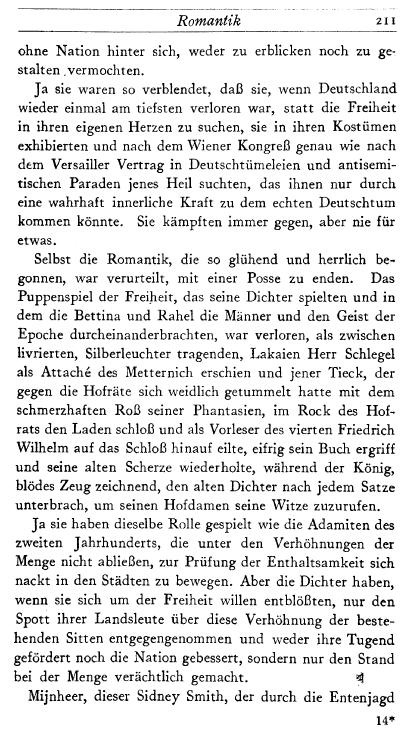 Romantik 211
ohne Nation hinter sich, weder zu erblicken noch zu ge-
stalten vermochten.
Ja sie waren so verblendet, daß sie, wenn Deutschland
wieder einmal am tiefsten verloren war, statt die Freiheit
in ihren eigenen Herzen zu suchen, sie in ihren Kostümen
exhibierten und nach dem Wiener Kongreß genau wie nach
dem Versailler Vertrag in Deutschtümeleien und antisemi-
tischen Paraden jenes Heil suchten, das ihnen nur durch
eine wahrhaft innerliche Kraft zu dem echten Deutschtum
kommen könnte. Sie kämpften immer gegen, aber nie für
etwas.
Selbst die Romantik, die so glühend und herrlich be-
gonnen, war verurteilt, mit einer Posse zu enden. Das
Puppenspiel der Freiheit, das seine Dichter spielten und in
dem die Bettina und Rahel die Männer und den Geist der
Epoche durcheinanderbrachten, war verloren, als zwischen
livrierten, Silberleuchter tragenden, Lakaien Herr Schlegel
als Attaché des Metternich erschien und jener Tieck, der
gegen die Hofräte sich weidlich getummelt hatte mit dem
schmerzhaften Roß seiner Phantasien, im Rock des Hof-
rats den Laden schloß und als Vorleser des vierten Friedrich
Wilhelm auf das Schloß hinauf eilte, eifrig sein Buch ergriff
und seine alten Scherze wiederholte, während der König,
blödes Zeug zeichnend, den alten Dichter nach jedem Satze
unterbrach, um seinen Hofdamen seine Witze zuzurufen.
Ja sie haben dieselbe Rolle gespielt wie die Adamiten des
zweiten Jahrhunderts, die unter den Verhöhnungen der
Menge nicht abließen, zur Prüfung der Enthaltsamkeit sich
nackt in den Städten zu bewegen. Aber die Dichter haben,
wenn sie sich um der Freiheit willen entblößten, nur den
Spott ihrer Landsleute über diese Verhöhnung der beste-
henden Sitten entgegengenommen und weder ihre Tugend
gefördert noch die Nation gebessert, sondern nur den Stand
bei der Menge verächtlich gemacht.
Mijnheer, dieser Sidney Smith, der durch die Entenjagd
14*